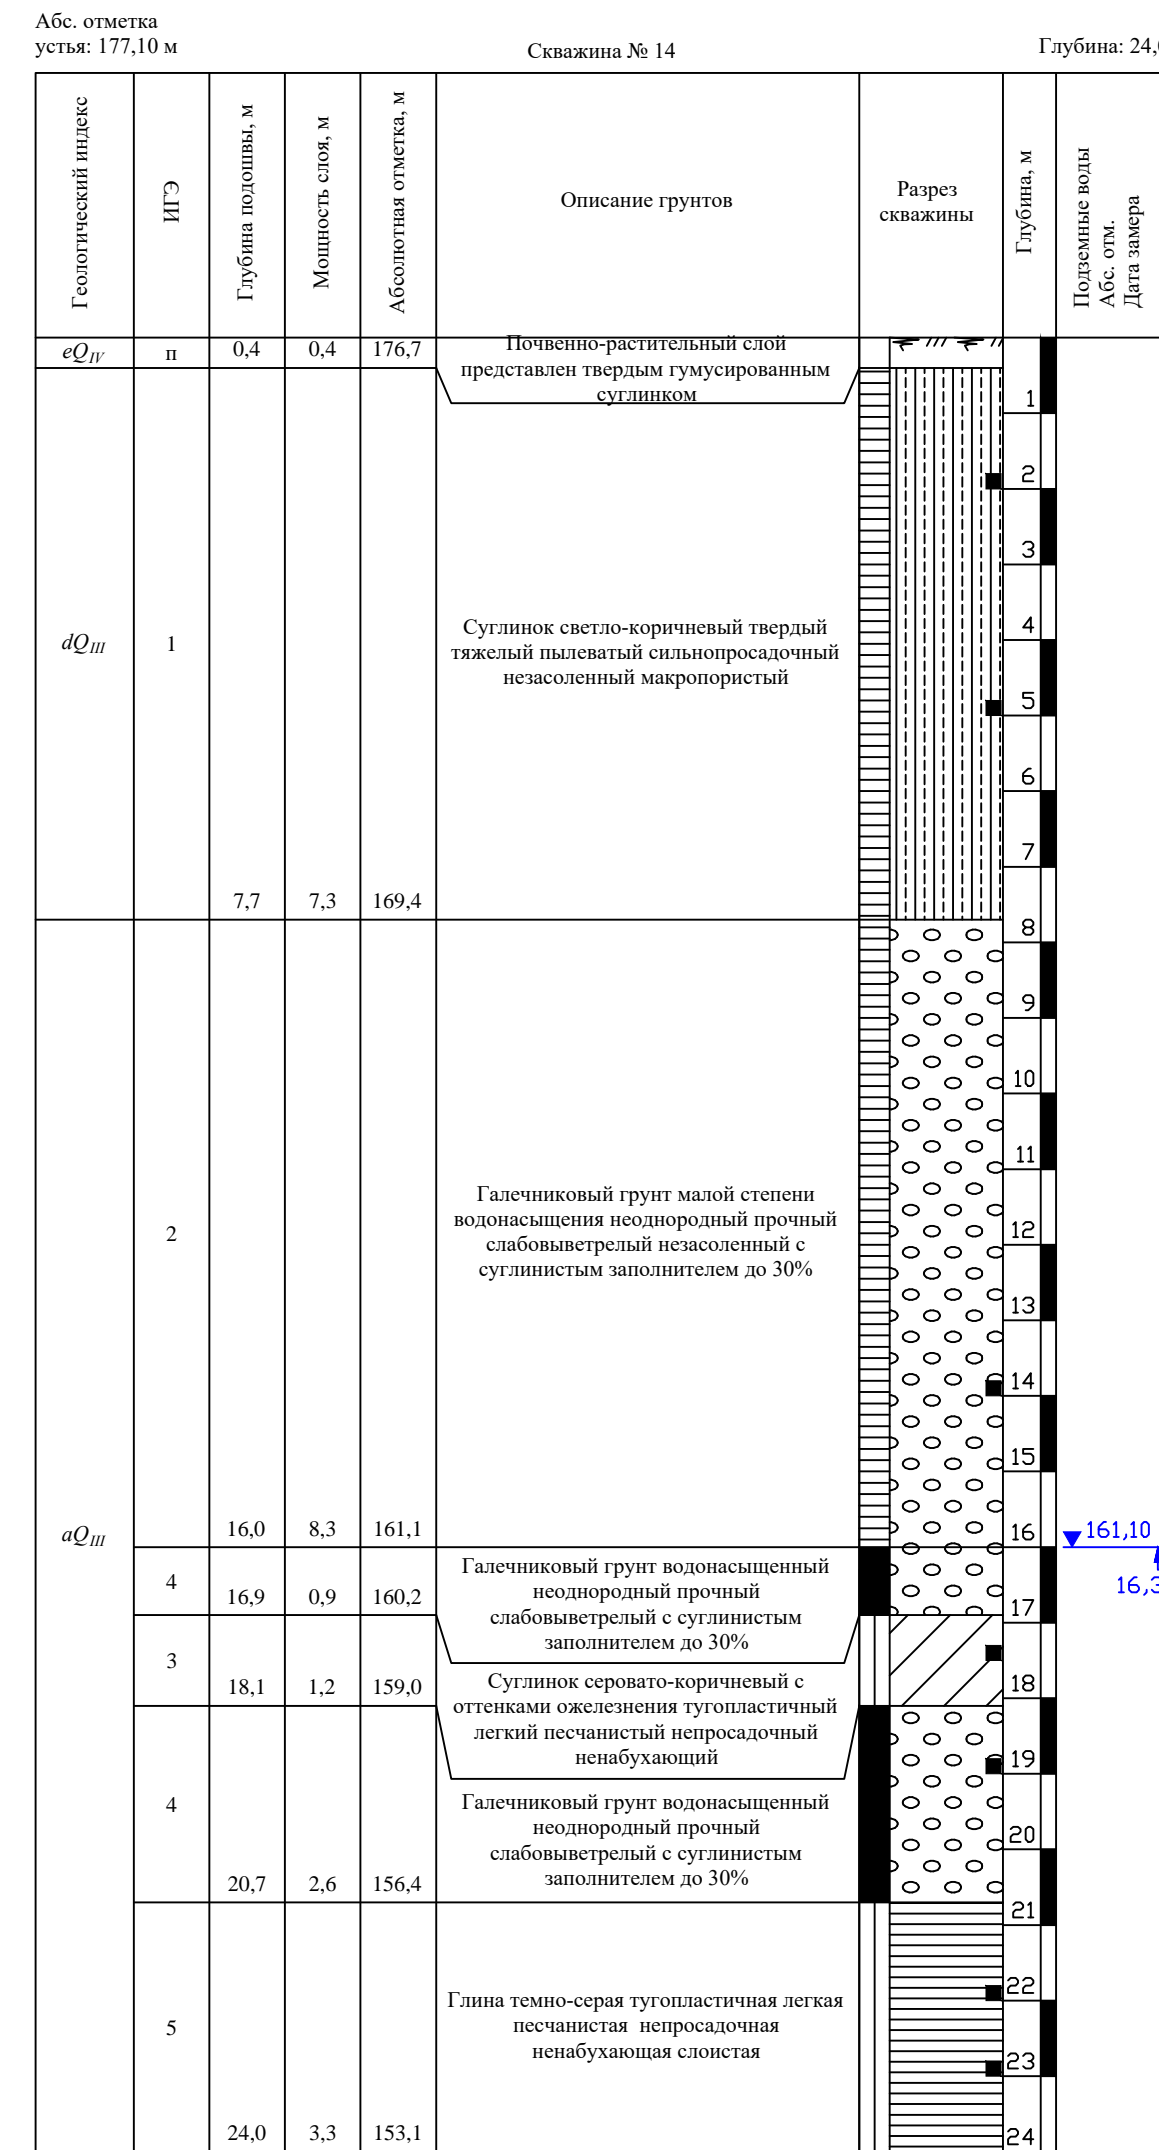 Абс. отметка
устья: 177,10 м
Скважина № 14
Глубина: 24,
Геологический индекс
ИГЭ
Глубина подошвы, м
Мощность слоя, м
Абсолютная отметка, м
Описание грунтов
Разрез
скважины
Глубина, м
Подземные воды
Абс. отм.
Дата замера
eQIV
п
0,4
0,4
176,7
Почвенно-растительный слой
представлен твердым гумусированным
суглинком
dQIII
1
7,7
7,3
169,4
Суглинок светло-коричневый твердый
тяжелый пылеватый сильнопросадочный
незасоленный макропористый
aQIII
2
16,0
8,3
161,1
Галечниковый грунт малой степени
водонасыщения неоднородный прочный
слабовыветрелый незасоленный с
суглинистым заполнителем до 30%
4
16,9
0,9
160,2
Галечниковый грунт водонасыщенный
неоднородный прочный
слабовыветрелый с суглинистым
заполнителем до 30%
3
18,1
1,2
159,0
Суглинок серовато-коричневый с
оттенками ожелезнения тугопластичный
легкий песчанистый непросадочный
ненабухающий
4
20,7
2,6
156,4
Галечниковый грунт водонасыщенный
неоднородный прочный
слабовыветрелый с суглинистым
заполнителем до 30%
5
24,0
3,3
153,1
Глина темно-серая тугопластичная легкая
песчанистая непросадочная
ненабухающая слоистая
1
2
3
4
5
6
7
8
9
10
11
12
13
14
15
16
17
18
19
20
21
22
23
24
161,10
16,3